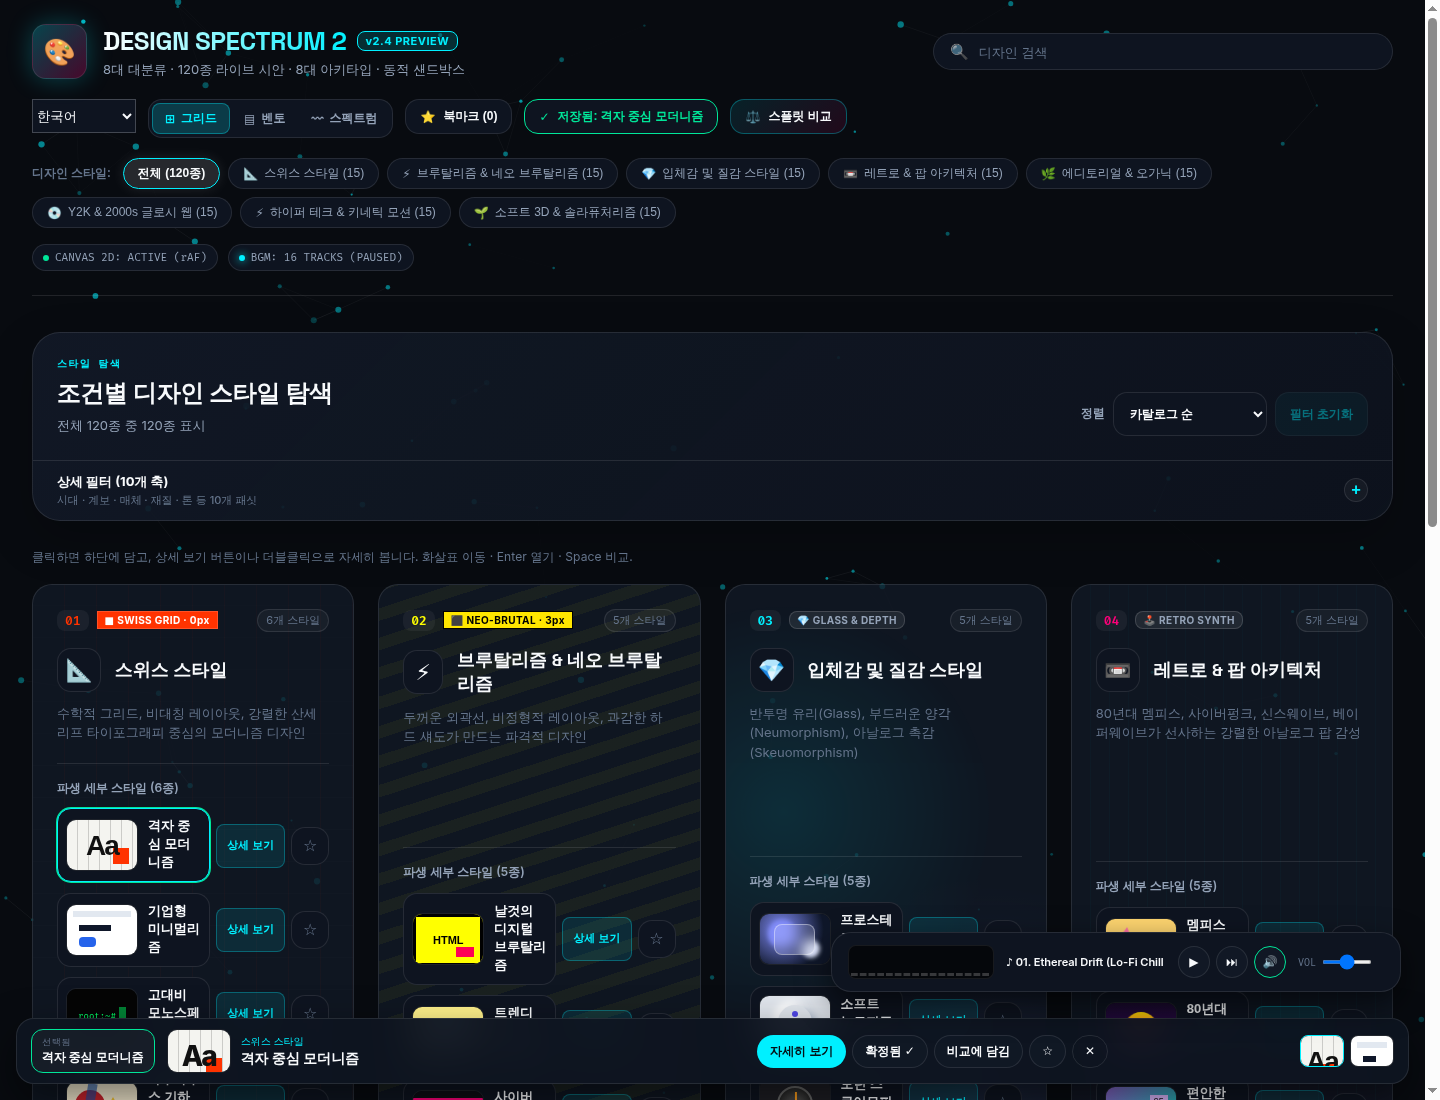 DESIGN SPECTRUM 2 v2.4 PREVIEW
8대 대분류 · 120종 라이브 시안 · 8대 아키타입 · 동적 샌드박스
디자인 검색
한국어
그리드
벤토
스펙트럼
북마크 (0)
✓ 저장됨: 격자 중심 모더니즘
스플릿 비교
디자인 스타일:
전체 (120종)
스위스 스타일 (15)
브루탈리즘 & 네오 브루탈리즘 (15)
입체감 및 질감 스타일 (15)
레트로 & 팝 아키텍처 (15)
에디토리얼 & 오가닉 (15)
Y2K & 2000s 글로시 웹 (15)
하이퍼 테크 & 키네틱 모션 (15)
소프트 3D & 솔라퓨처리즘 (15)
CANVAS 2D: ACTIVE (rAF)
BGM: 16 TRACKS (PAUSED)
스타일 탐색
조건별 디자인 스타일 탐색
전체 120종 중 120종 표시
정렬
카탈로그 순
필터 초기화
상세 필터 (10개 축)
시대 · 계보 · 매체 · 재질 · 톤 등 10개 패싯
+
클릭하면 하단에 담고, 상세 보기 버튼이나 더블클릭으로 자세히 봅니다. 화살표 이동 · Enter 열기 · Space 비교.
01 SWISS GRID · 0px 6개 스타일
스위스 스타일
수학적 그리드, 비대칭 레이아웃, 강렬한 산세
리프 타이포그래피 중심의 모더니즘 디자인
파생 세부 스타일 (6종)
Aa
격자 중
심 모더
니즘
상세 보기
기업형
미니멀리
즘
상세 보기
root:~#
고대비
모노스페
상세 보기
스 기하
02 NEO-BRUTAL · 3px 5개 스타일
브루탈리즘 & 네오 브루탈
리즘
두꺼운 외곽선, 비정형적 레이아웃, 과감한 하
드 섀도가 만드는 파격적 디자인
파생 세부 스타일 (5종)
HTML
날것의
디지털
브루탈리
즘
상세 보기
트렌디
사이버
03 GLASS & DEPTH 5개 스타일
입체감 및 질감 스타일
반투명 유리(Glass), 부드러운 양각
(Neumorphism), 아날로그 촉감
(Skeuomorphism)
파생 세부 스타일 (5종)
프로스테
소프트
04 RETRO SYNTH 5개 스타일
레트로 & 팝 아키텍처
80년대 멤피스, 사이버펑크, 신스웨이브, 베이
퍼웨이브가 선사하는 강렬한 아날로그 팝 감성
파생 세부 스타일 (5종)
멤피스
80년대
편안한
♪ 01. Ethereal Drift (Lo-Fi Chill
VOL
선택됨
격자 중심 모더니즘
Aa
스위스 스타일
격자 중심 모더니즘
자세히 보기
확정됨 ✓
비교에 담김
Aa